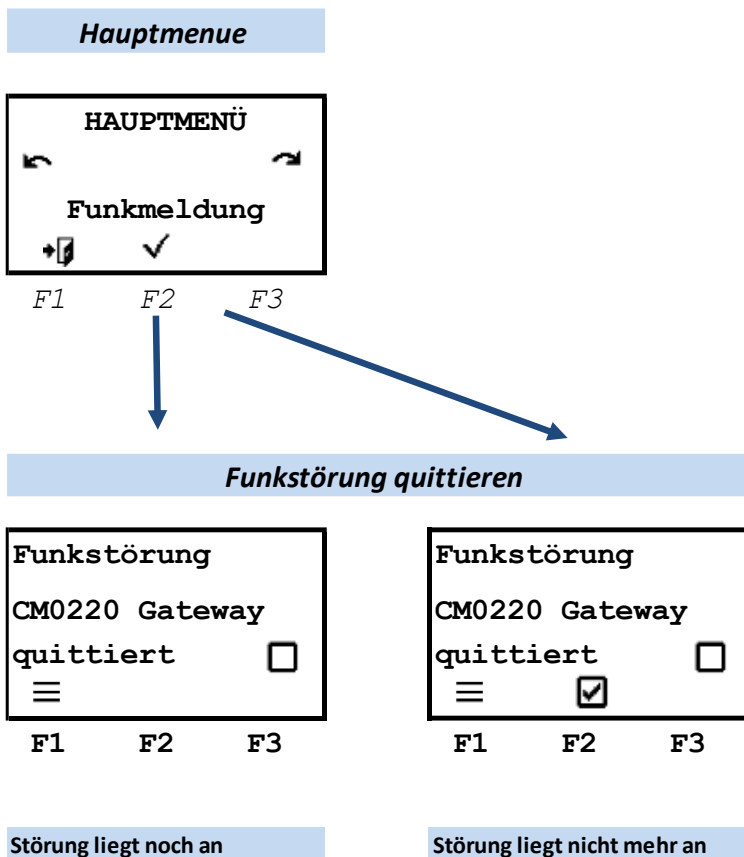 Hauptmenue
HAUPTMENÜ
Funkmeldung
F1 F2 F3
Funkstörung quittieren
Funkstörung
CM0220 Gateway
quittiert
F1 F2 F3
Störung liegt noch an
Funkstörung
CM0220 Gateway
quittiert
F1 F2 F3
Störung liegt nicht mehr an